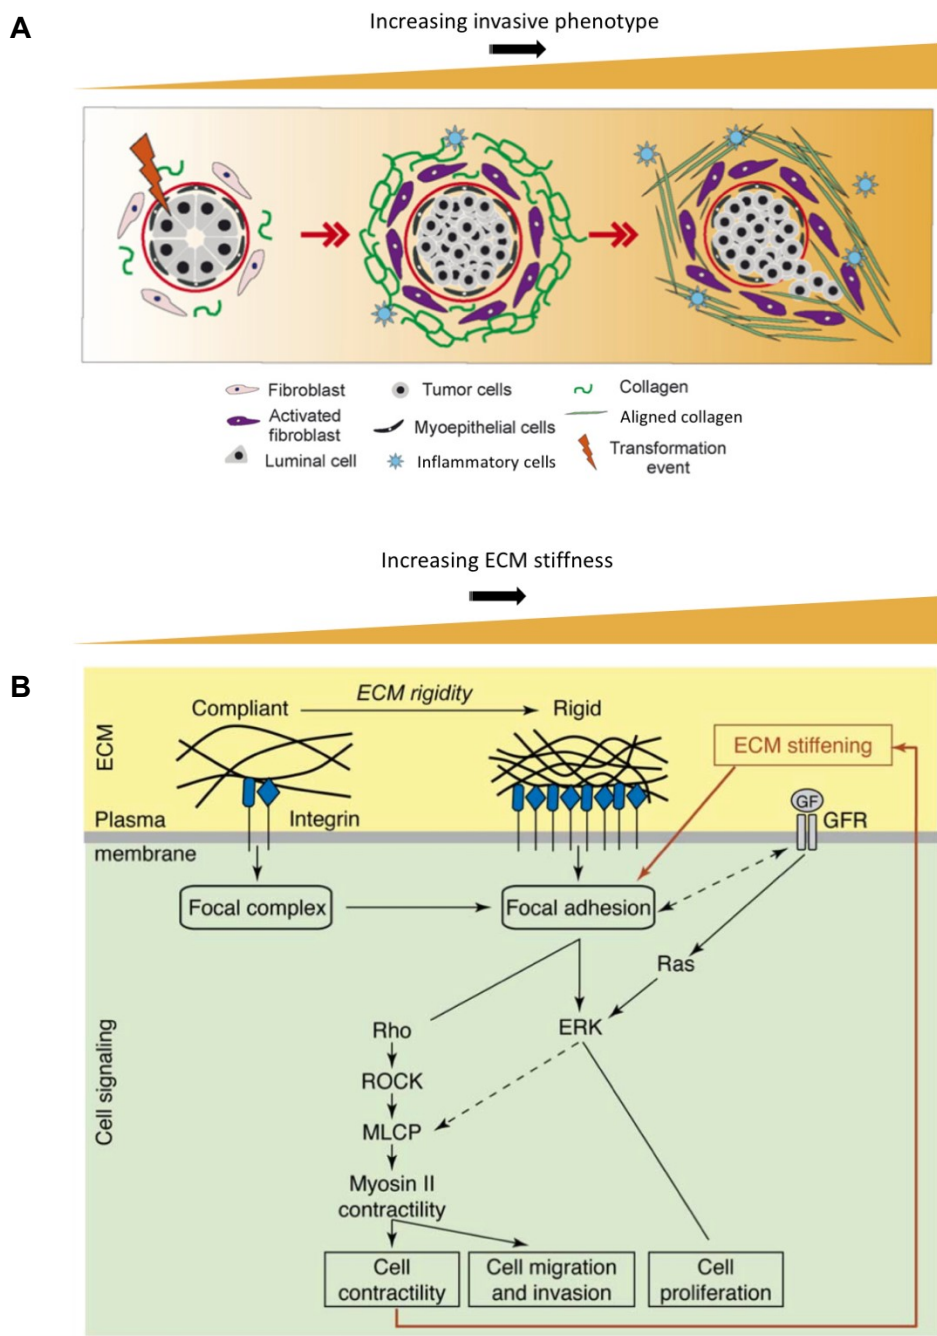 A
Increasing invasive phenotype
Fibroblast
Tumor cells
Collagen
Activated
fibroblast
Myoepithelial cells
Aligned collagen
Luminal cell
Inflammatory cells
Transformation
event
Increasing ECM stiffness
B
ECM
Compliant
ECM rigidity
Rigid
ECM stiffening
GF
GFR
Plasma
membrane
Integrin
Cell signaling
Focal complex
Focal adhesion
Ras
Rho
ERK
ROCK
MLCP
Myosin II
contractility
Cell
contractility
Cell migration
and invasion
Cell
proliferation